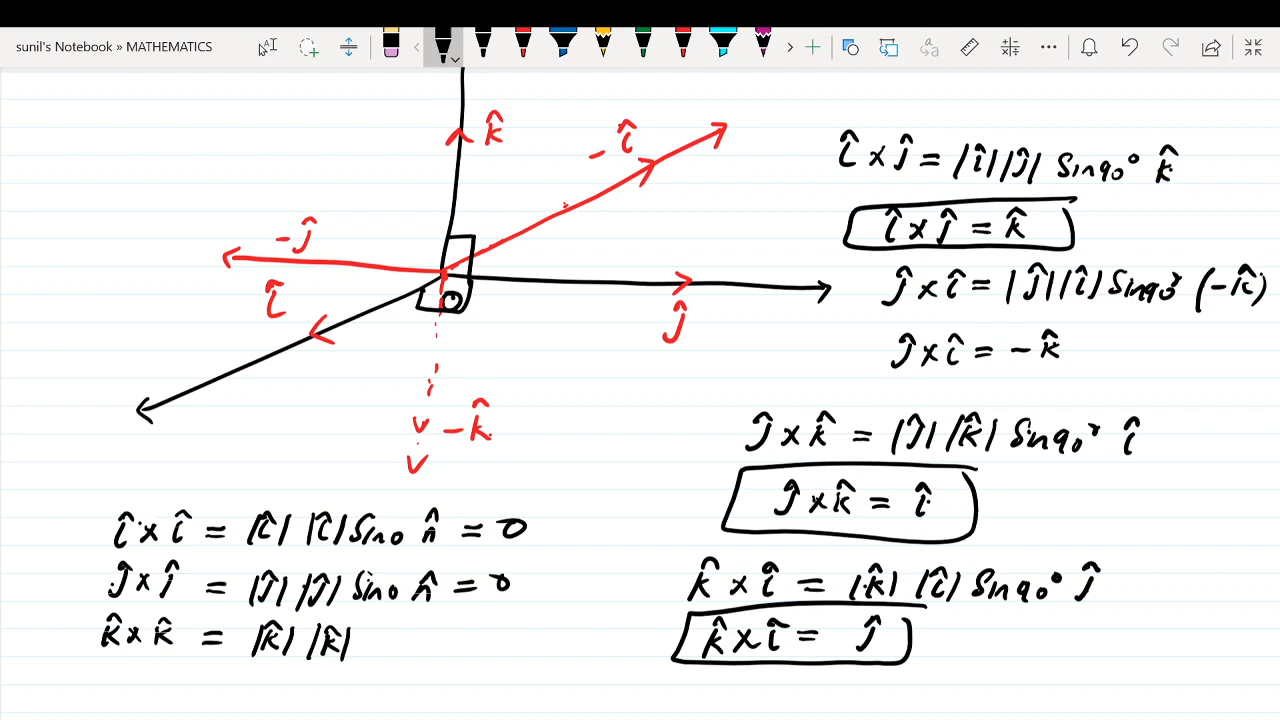 sunil's Notebook » MATHEMATICS
k̂
-î
-ĵ
î
ĵ
-k̂
î × ĵ = |î||ĵ| Sin90° k̂
î × ĵ = k̂
ĵ × î = |ĵ||î| Sin90° (-k̂)
ĵ × î = -k̂
ĵ × k̂ = |ĵ| |k̂| Sin90° î
ĵ × k̂ = î
k̂ × î = |k̂| |î| Sin90° ĵ
k̂ × î = ĵ
î × î = |î| |î| Sin0 n̂ = 0
ĵ × ĵ = |ĵ| |ĵ| Sin0 n̂ = 0
k̂ × k̂ = |k̂| |k̂|